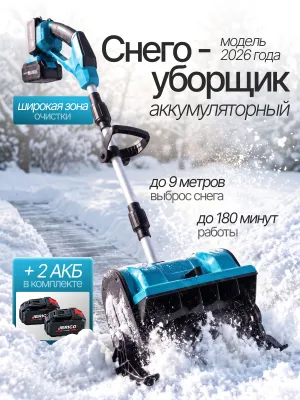 Снего -
уборщик
модель
2026 года
аккумуляторный
широкая зона
очистки
до 9 метров
выброс снега
до 180 минут
работы
+ 2 АКБ
в комплекте
JERICO